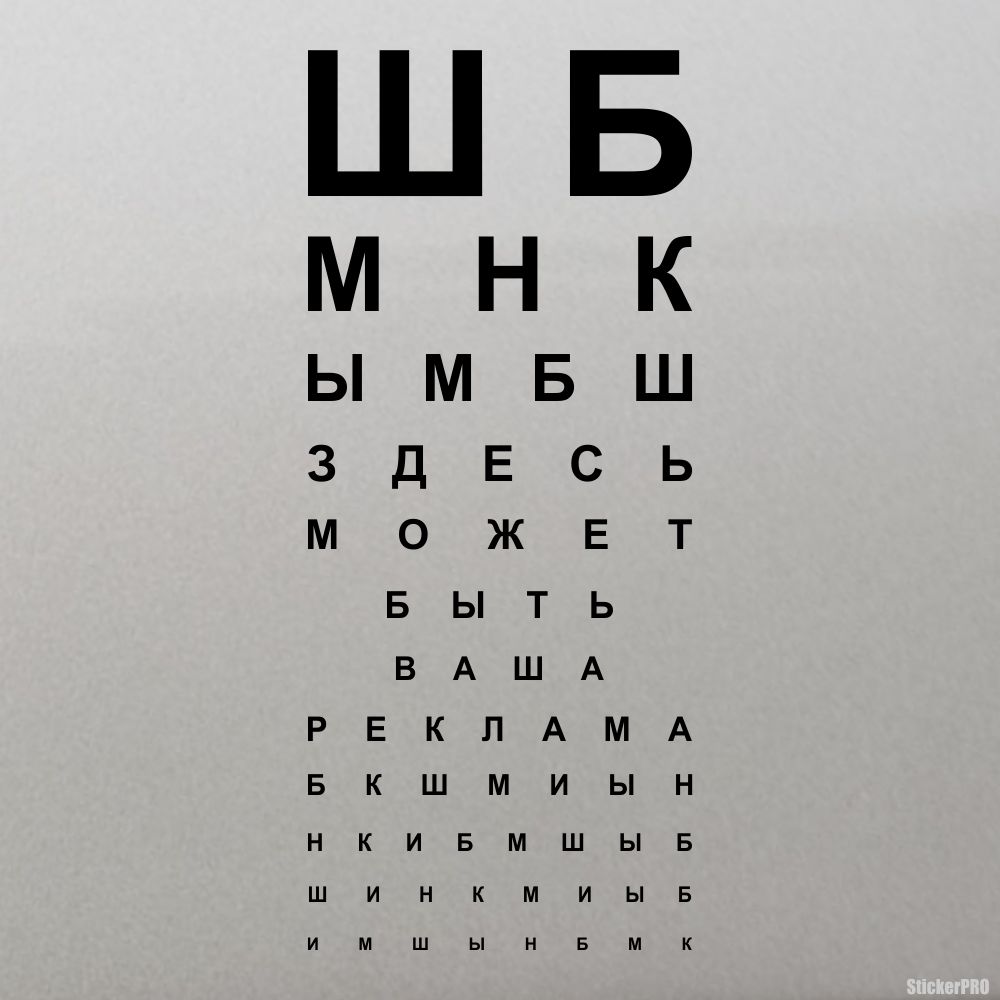 Ш Б
М Н К
Ы М Б Ш
З Д Е С Ь
М О Ж Е Т
Б Ы Т Ь
В А Ш А
Р Е К Л А М А
Б К Ш М И Ы Н
Н К И Б М Ш Ы Б
Ш И Н К М И Ы Б
И М Ш Ы Н Б М К
StickerPRO